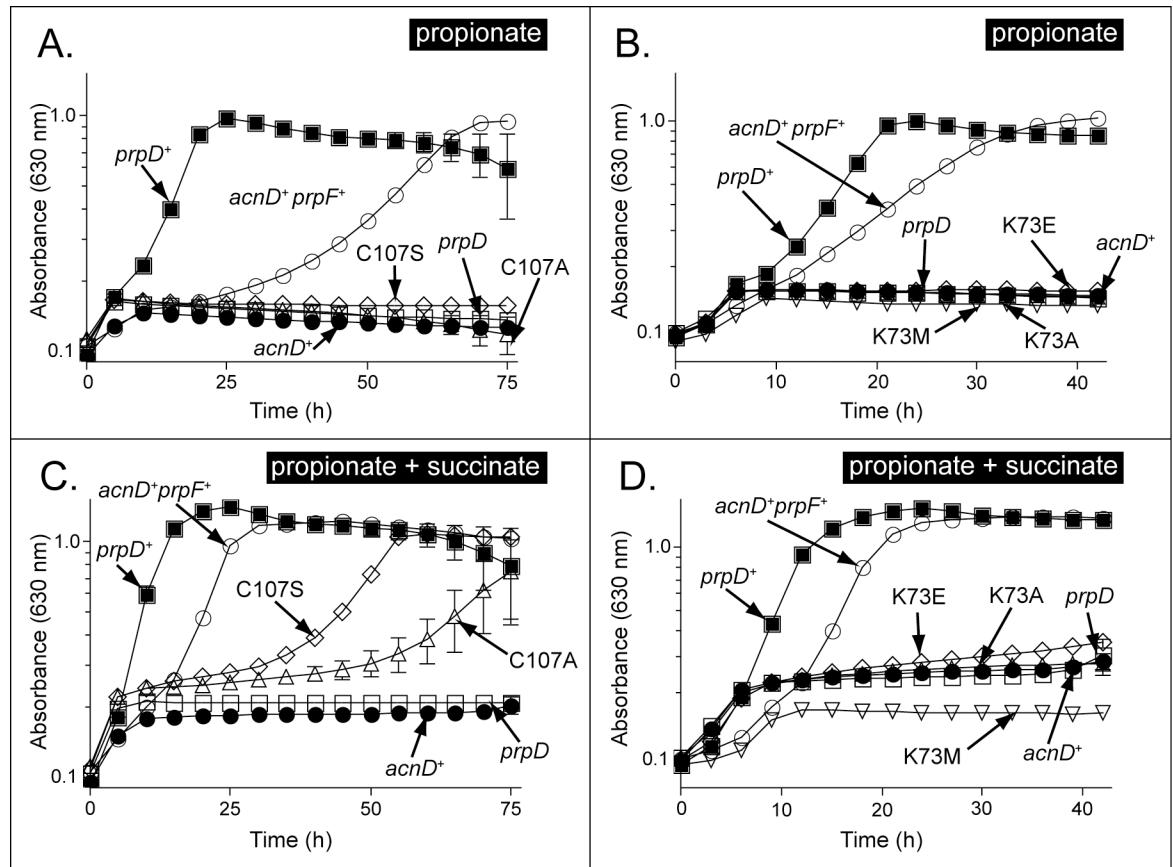 A.
propionate
Absorbance (630 nm)
1.0
0.1
prpD⁺
acnD⁺ prpF⁺
C107S
prpD
C107A
acnD⁺
0
25
50
75
Time (h)
B.
propionate
Absorbance (630 nm)
1.0
0.1
acnD⁺ prpF⁺
prpD⁺
prpD
K73E
acnD⁺
K73M
K73A
0
10
20
30
40
Time (h)
C.
propionate + succinate
Absorbance (630 nm)
1.0
0.1
acnD⁺prpF⁺
prpD⁺
C107S
C107A
acnD⁺
prpD
0
25
50
75
Time (h)
D.
propionate + succinate
Absorbance (630 nm)
1.0
0.1
acnD⁺prpF⁺
prpD⁺
K73E
K73A
prpD
K73M
acnD⁺
0
10
20
30
40
Time (h)